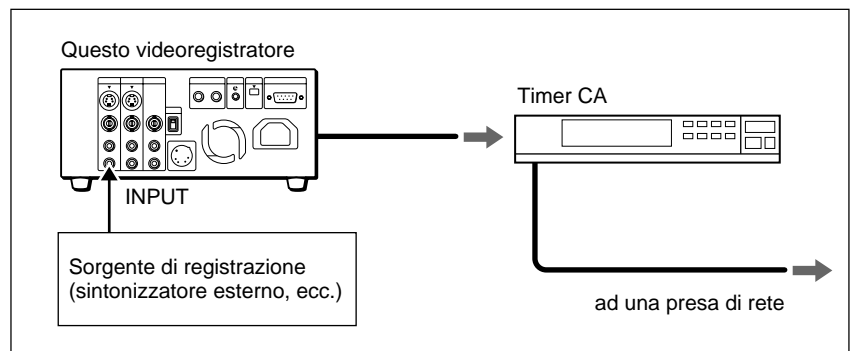 Questo videoregistratore
Timer CA
INPUT
Sorgente di registrazione
(sintonizzatore esterno, ecc.)
ad una presa di rete